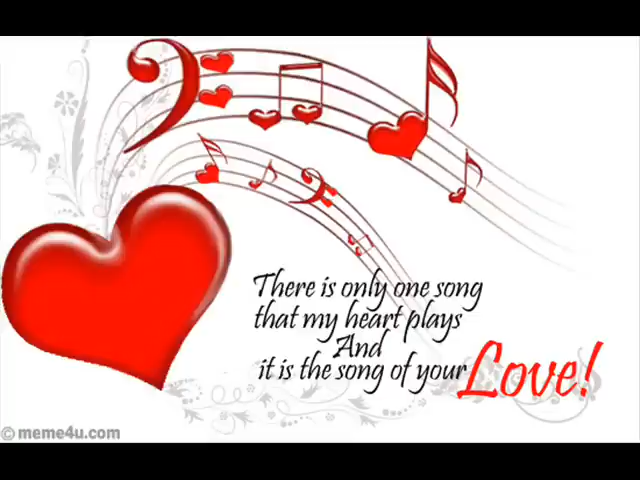 There is only one song
that my heart plays
And
it is the song of your Love!
© meme4u.com